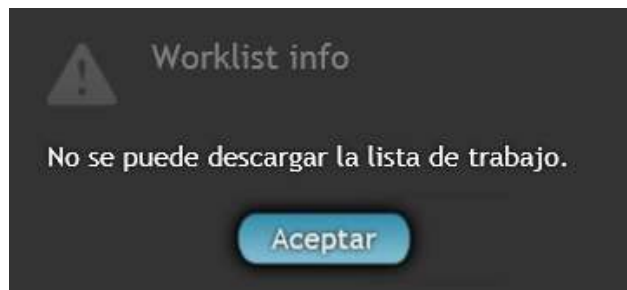 Worklist info
No se puede descargar la lista de trabajo.
Aceptar